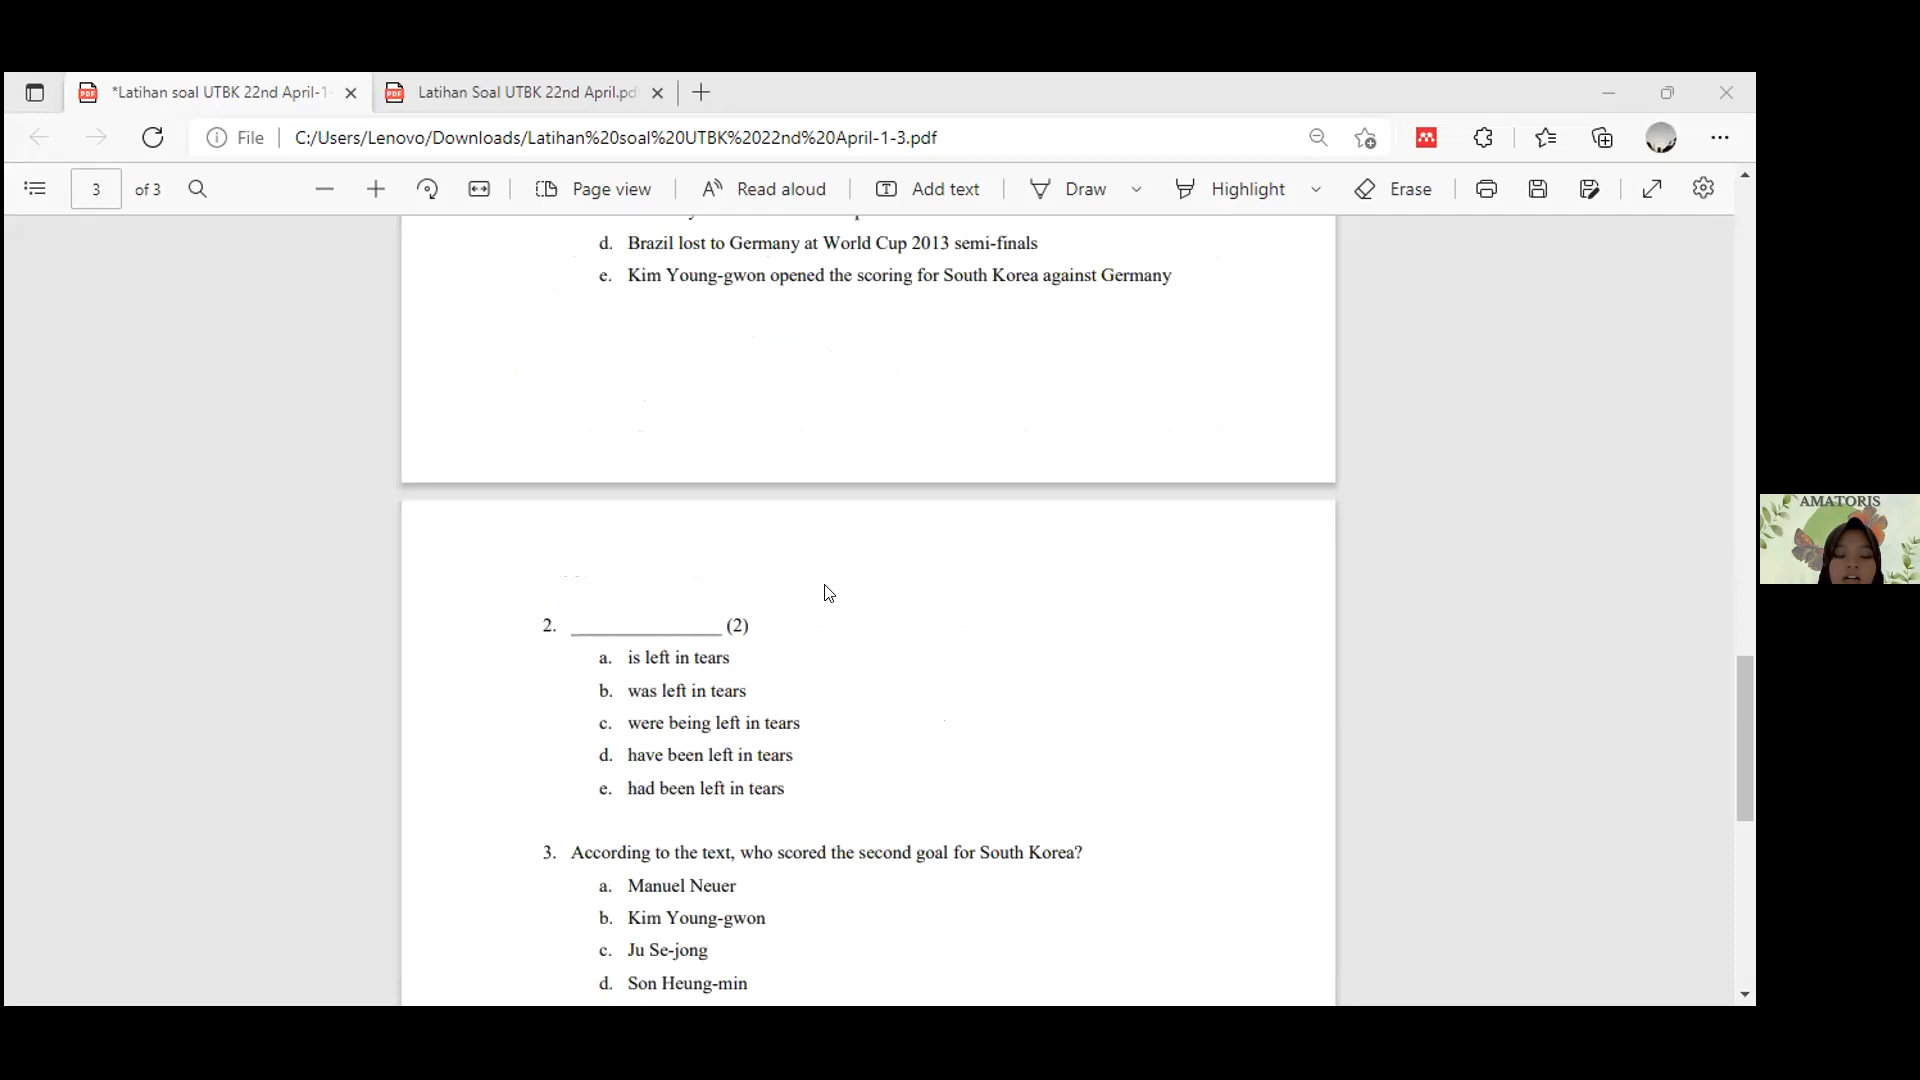 *Latihan soal UTBK 22nd April-1-
Latihan Soal UTBK 22nd April.pd
File
C:/Users/Lenovo/Downloads/Latihan%20soal%20UTBK%2022nd%20April-1-3.pdf
3 of 3
Page view
Read aloud
Add text
Draw
Highlight
Erase
d. Brazil lost to Germany at World Cup 2013 semi-finals
e. Kim Young-gwon opened the scoring for South Korea against Germany
AMATORIS
2. ________________ (2)
a. is left in tears
b. was left in tears
c. were being left in tears
d. have been left in tears
e. had been left in tears
3. According to the text, who scored the second goal for South Korea?
a. Manuel Neuer
b. Kim Young-gwon
c. Ju Se-jong
d. Son Heung-min